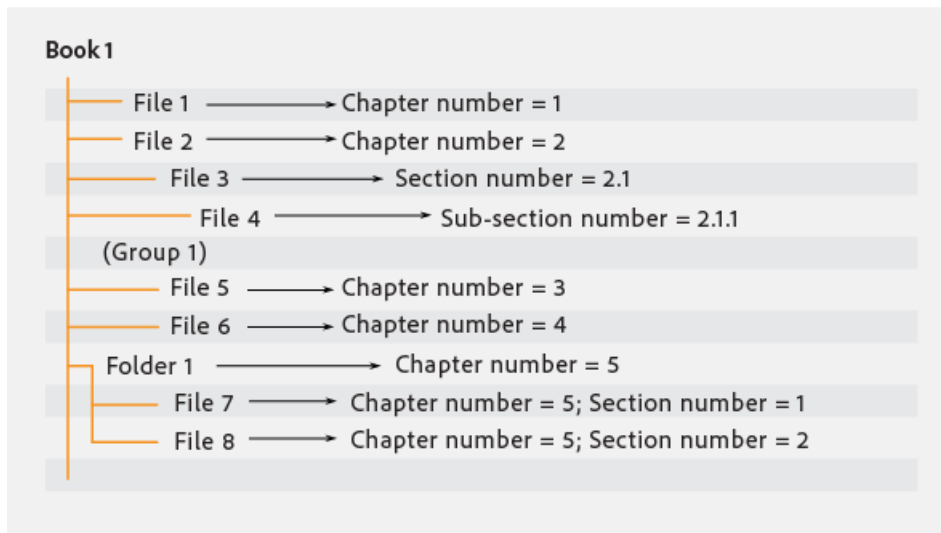 Book 1
File 1 Chapter number = 1
File 2 Chapter number = 2
File 3 Section number = 2.1
File 4 Sub-section number = 2.1.1
(Group 1)
File 5 Chapter number = 3
File 6 Chapter number = 4
Folder 1 Chapter number = 5
File 7 Chapter number = 5; Section number = 1
File 8 Chapter number = 5; Section number = 2